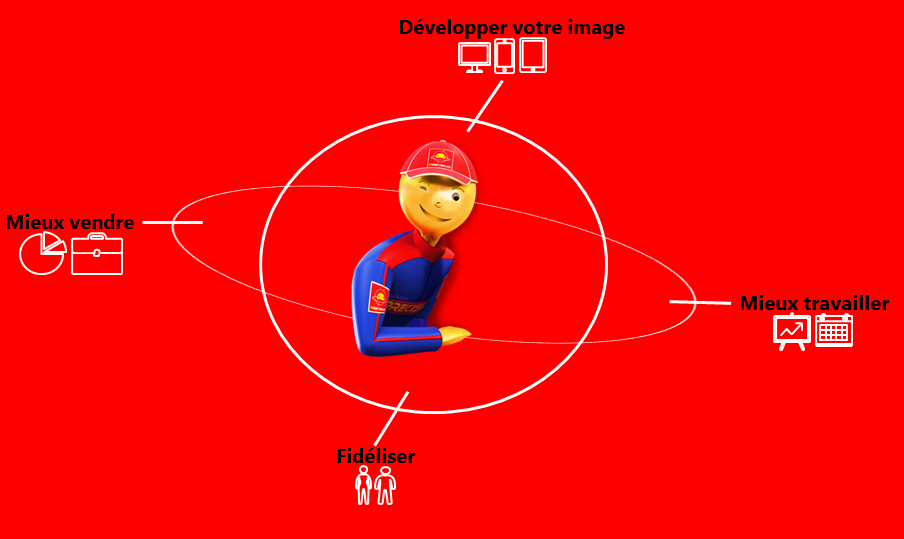 Développer votre image
Mieux vendre
Mieux travailler
Fidéliser